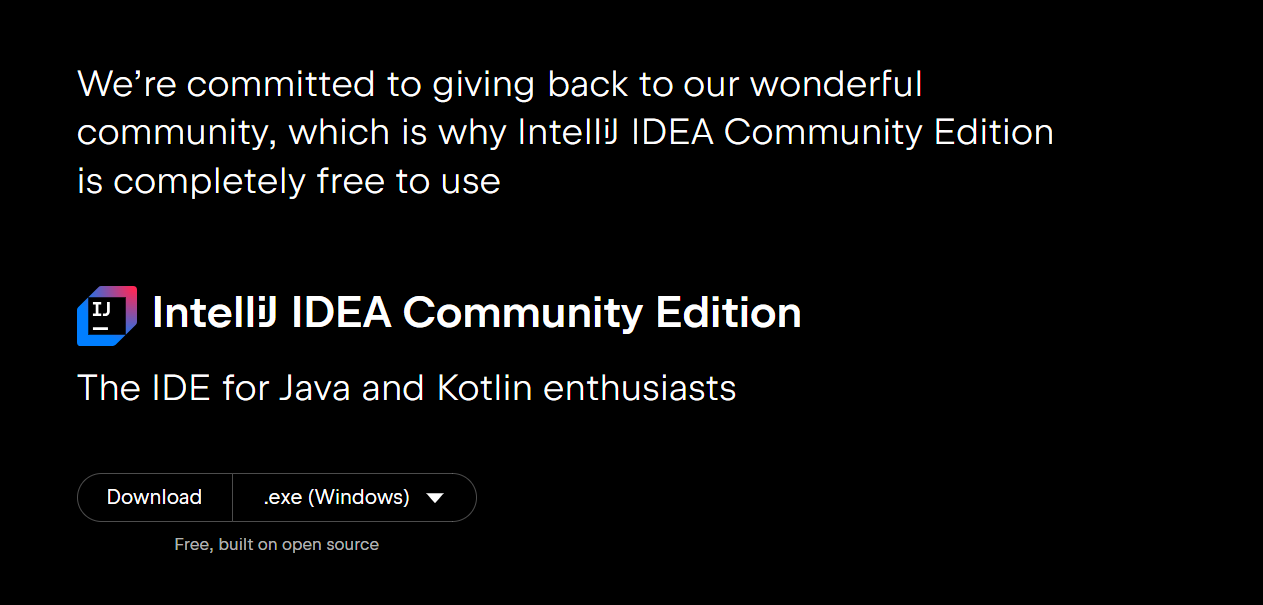 We’re committed to giving back to our wonderful
community, which is why IntelliJ IDEA Community Edition
is completely free to use
IJ
IntelliJ IDEA Community Edition
The IDE for Java and Kotlin enthusiasts
Download .exe (Windows)
Free, built on open source